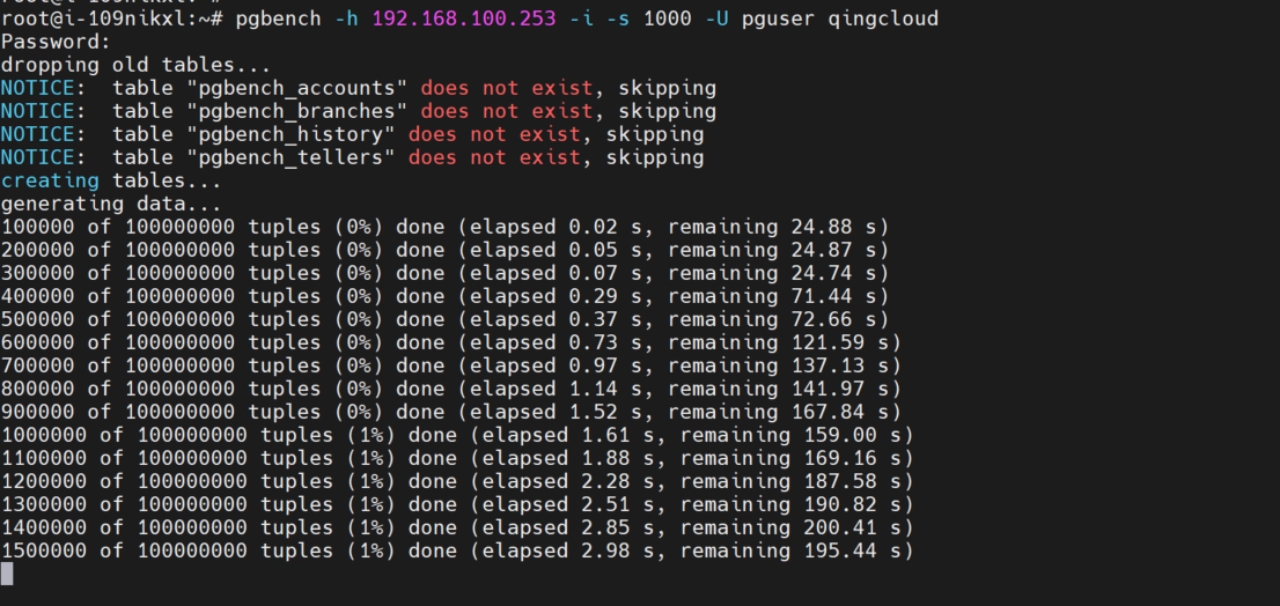 root@i-109nikxl:~# pgbench -h 192.168.100.253 -i -s 1000 -U pguser qingcloud
Password:
dropping old tables...
NOTICE:  table "pgbench_accounts" does not exist, skipping
NOTICE:  table "pgbench_branches" does not exist, skipping
NOTICE:  table "pgbench_history" does not exist, skipping
NOTICE:  table "pgbench_tellers" does not exist, skipping
creating tables...
generating data...
100000 of 100000000 tuples (0%) done (elapsed 0.02 s, remaining 24.88 s)
200000 of 100000000 tuples (0%) done (elapsed 0.05 s, remaining 24.87 s)
300000 of 100000000 tuples (0%) done (elapsed 0.07 s, remaining 24.74 s)
400000 of 100000000 tuples (0%) done (elapsed 0.29 s, remaining 71.44 s)
500000 of 100000000 tuples (0%) done (elapsed 0.37 s, remaining 72.66 s)
600000 of 100000000 tuples (0%) done (elapsed 0.73 s, remaining 121.59 s)
700000 of 100000000 tuples (0%) done (elapsed 0.97 s, remaining 137.13 s)
800000 of 100000000 tuples (0%) done (elapsed 1.14 s, remaining 141.97 s)
900000 of 100000000 tuples (0%) done (elapsed 1.52 s, remaining 167.84 s)
1000000 of 100000000 tuples (1%) done (elapsed 1.61 s, remaining 159.00 s)
1100000 of 100000000 tuples (1%) done (elapsed 1.88 s, remaining 169.16 s)
1200000 of 100000000 tuples (1%) done (elapsed 2.28 s, remaining 187.58 s)
1300000 of 100000000 tuples (1%) done (elapsed 2.51 s, remaining 190.82 s)
1400000 of 100000000 tuples (1%) done (elapsed 2.85 s, remaining 200.41 s)
1500000 of 100000000 tuples (1%) done (elapsed 2.98 s, remaining 195.44 s)